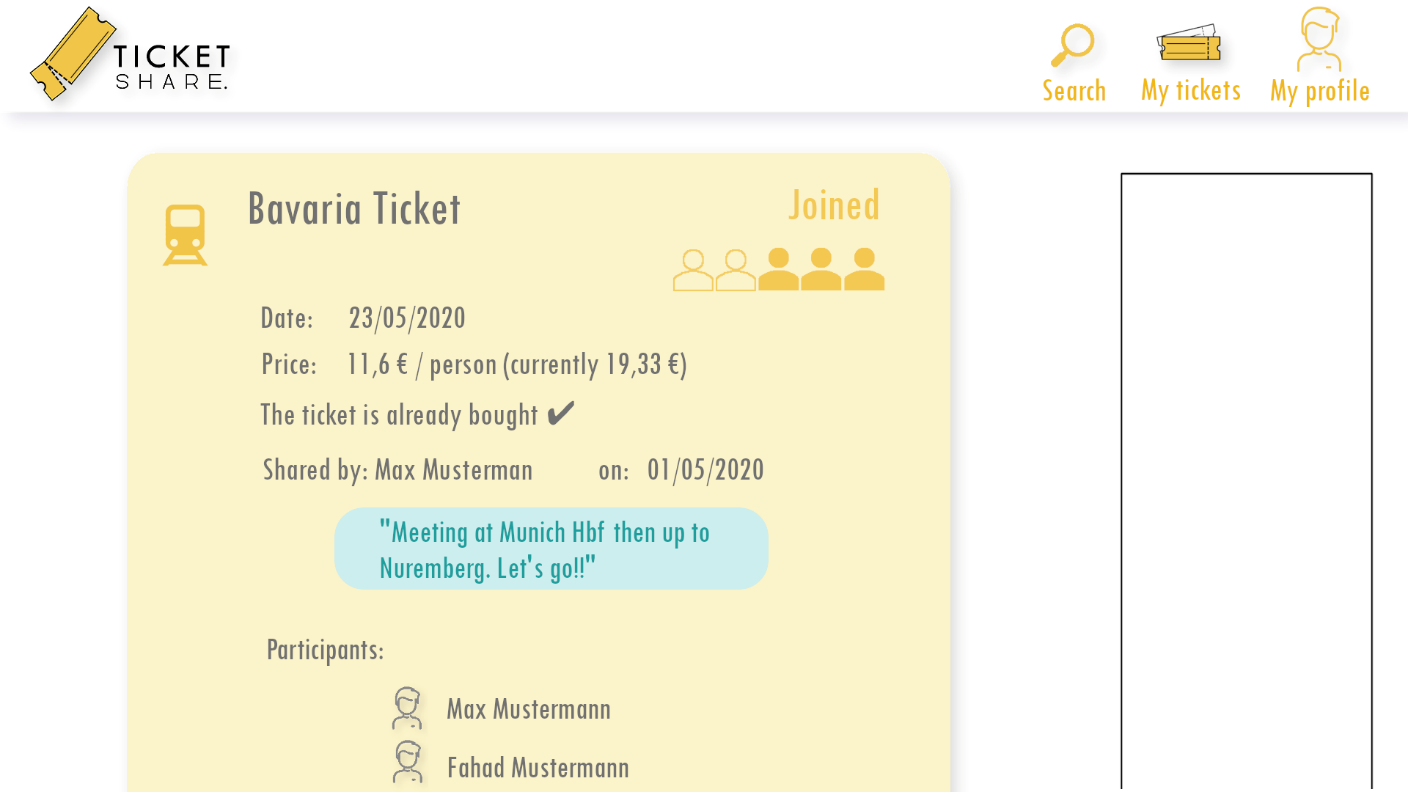 TICKET
SHARE.
Search
My tickets
My profile
Bavaria Ticket
Joined
Date: 23/05/2020
Price: 11,6 € / person (currently 19,33 €)
The ticket is already bought ✔
Shared by: Max Musterman on: 01/05/2020
"Meeting at Munich Hbf then up to
Nuremberg. Let's go!!"
Participants:
Max Mustermann
Fahad Mustermann